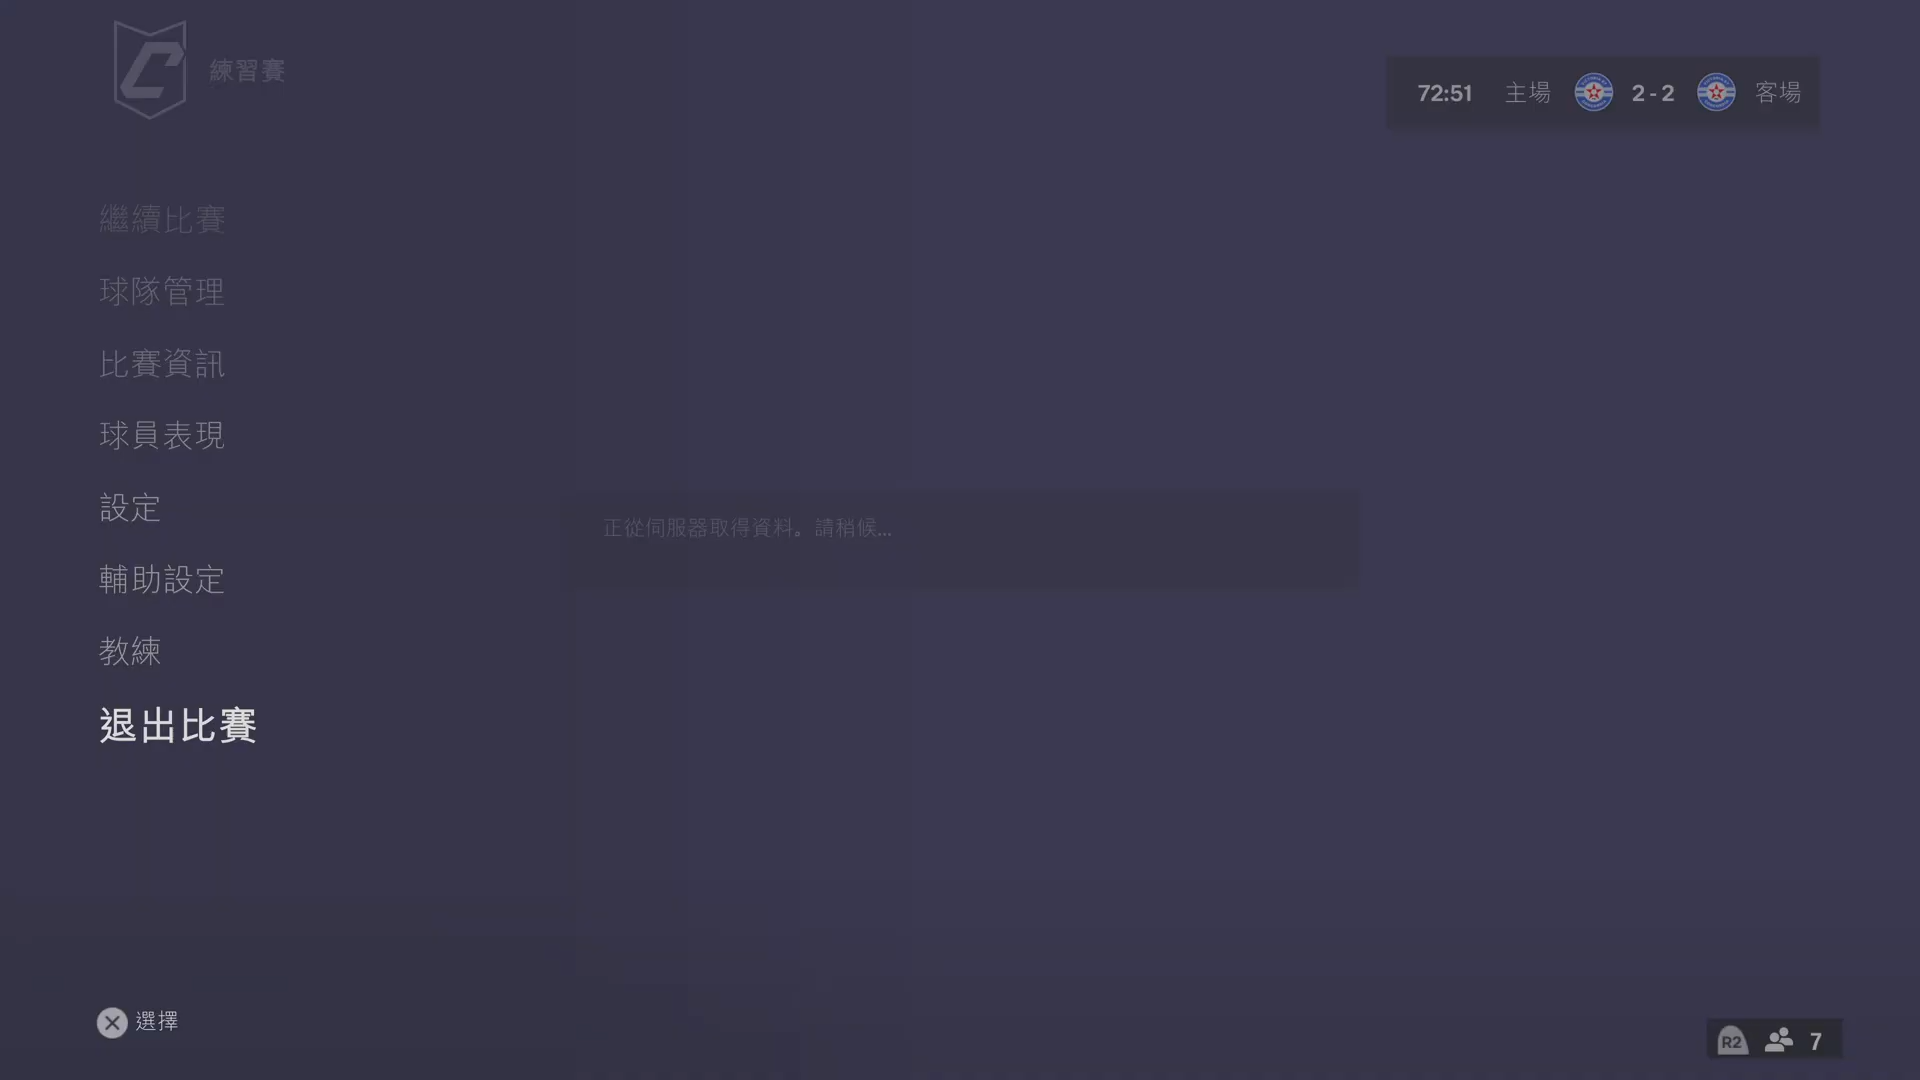 練習賽
72:51 主場 2-2 客場
繼續比賽
球隊管理
比賽資訊
球員表現
設定
正從伺服器取得資料。請稍候...
輔助設定
教練
退出比賽
選擇
R2 7